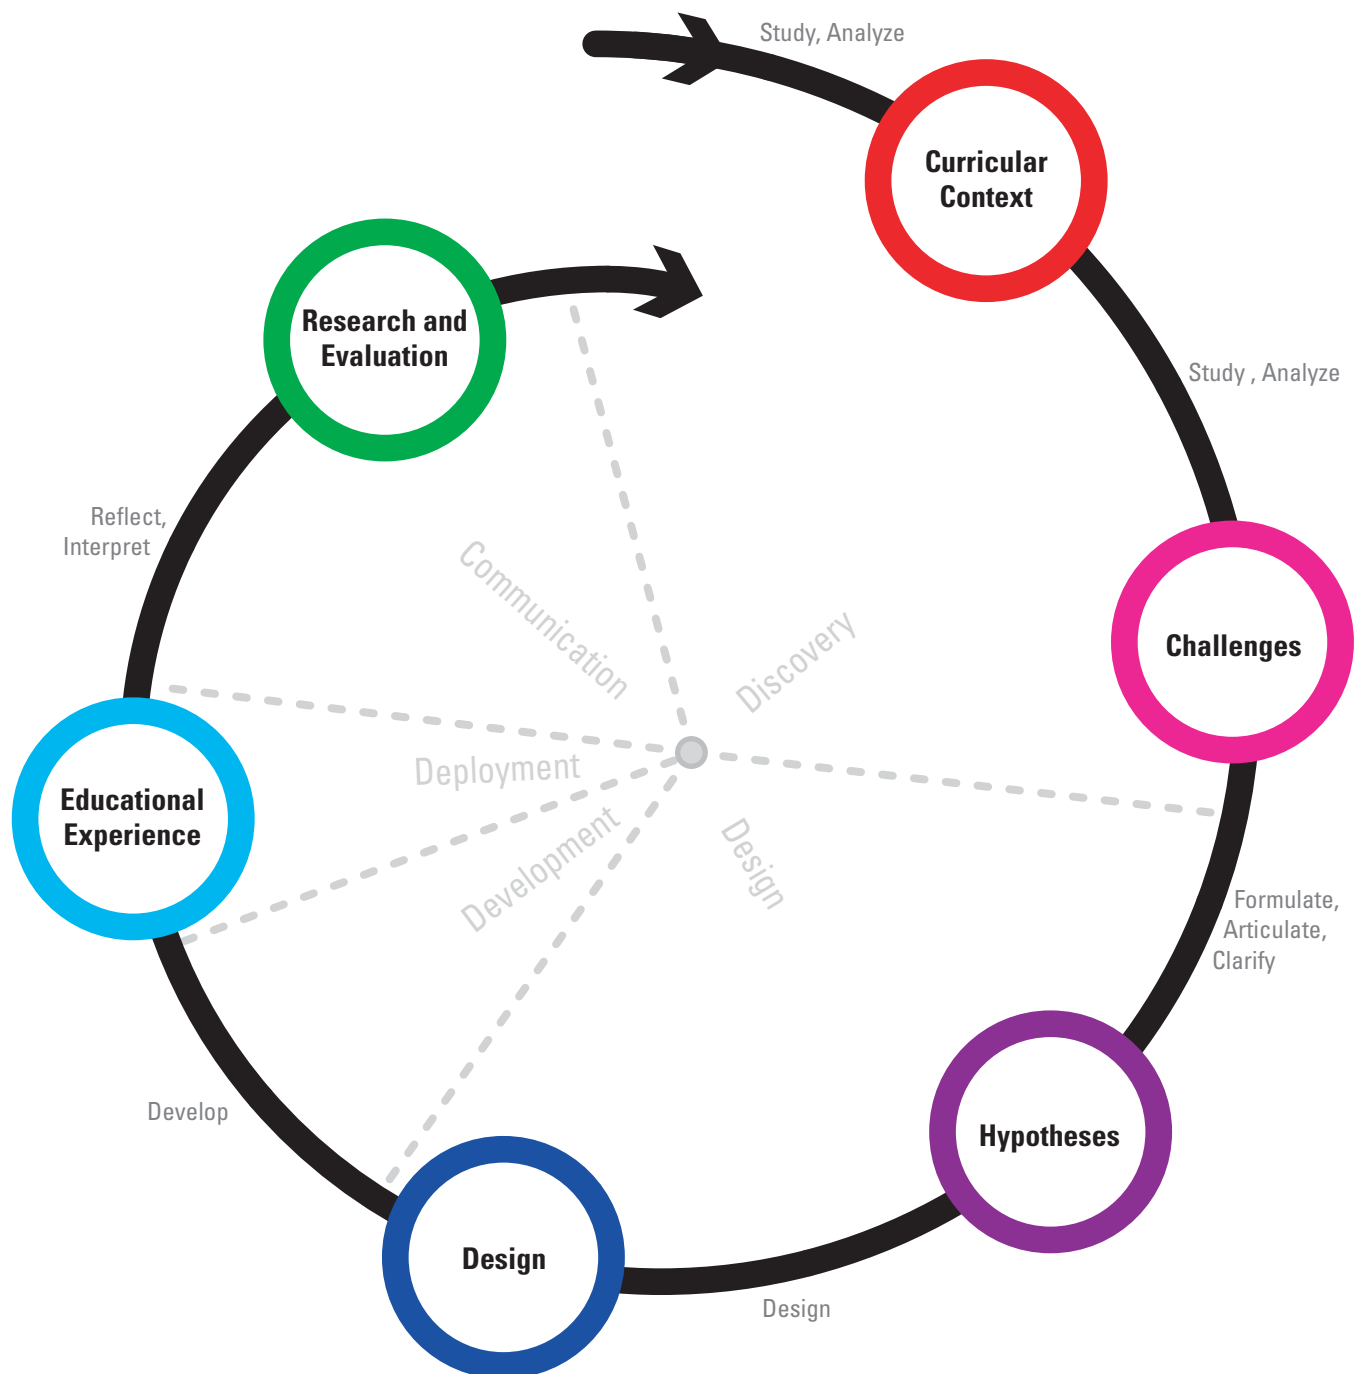 Study, Analyze
Curricular
Context
Study , Analyze
Challenges
Formulate,
Articulate,
Clarify
Hypotheses
Design
Design
Develop
Educational
Experience
Reflect,
Interpret
Research and
Evaluation
Discovery
Design
Development
Deployment
Communication